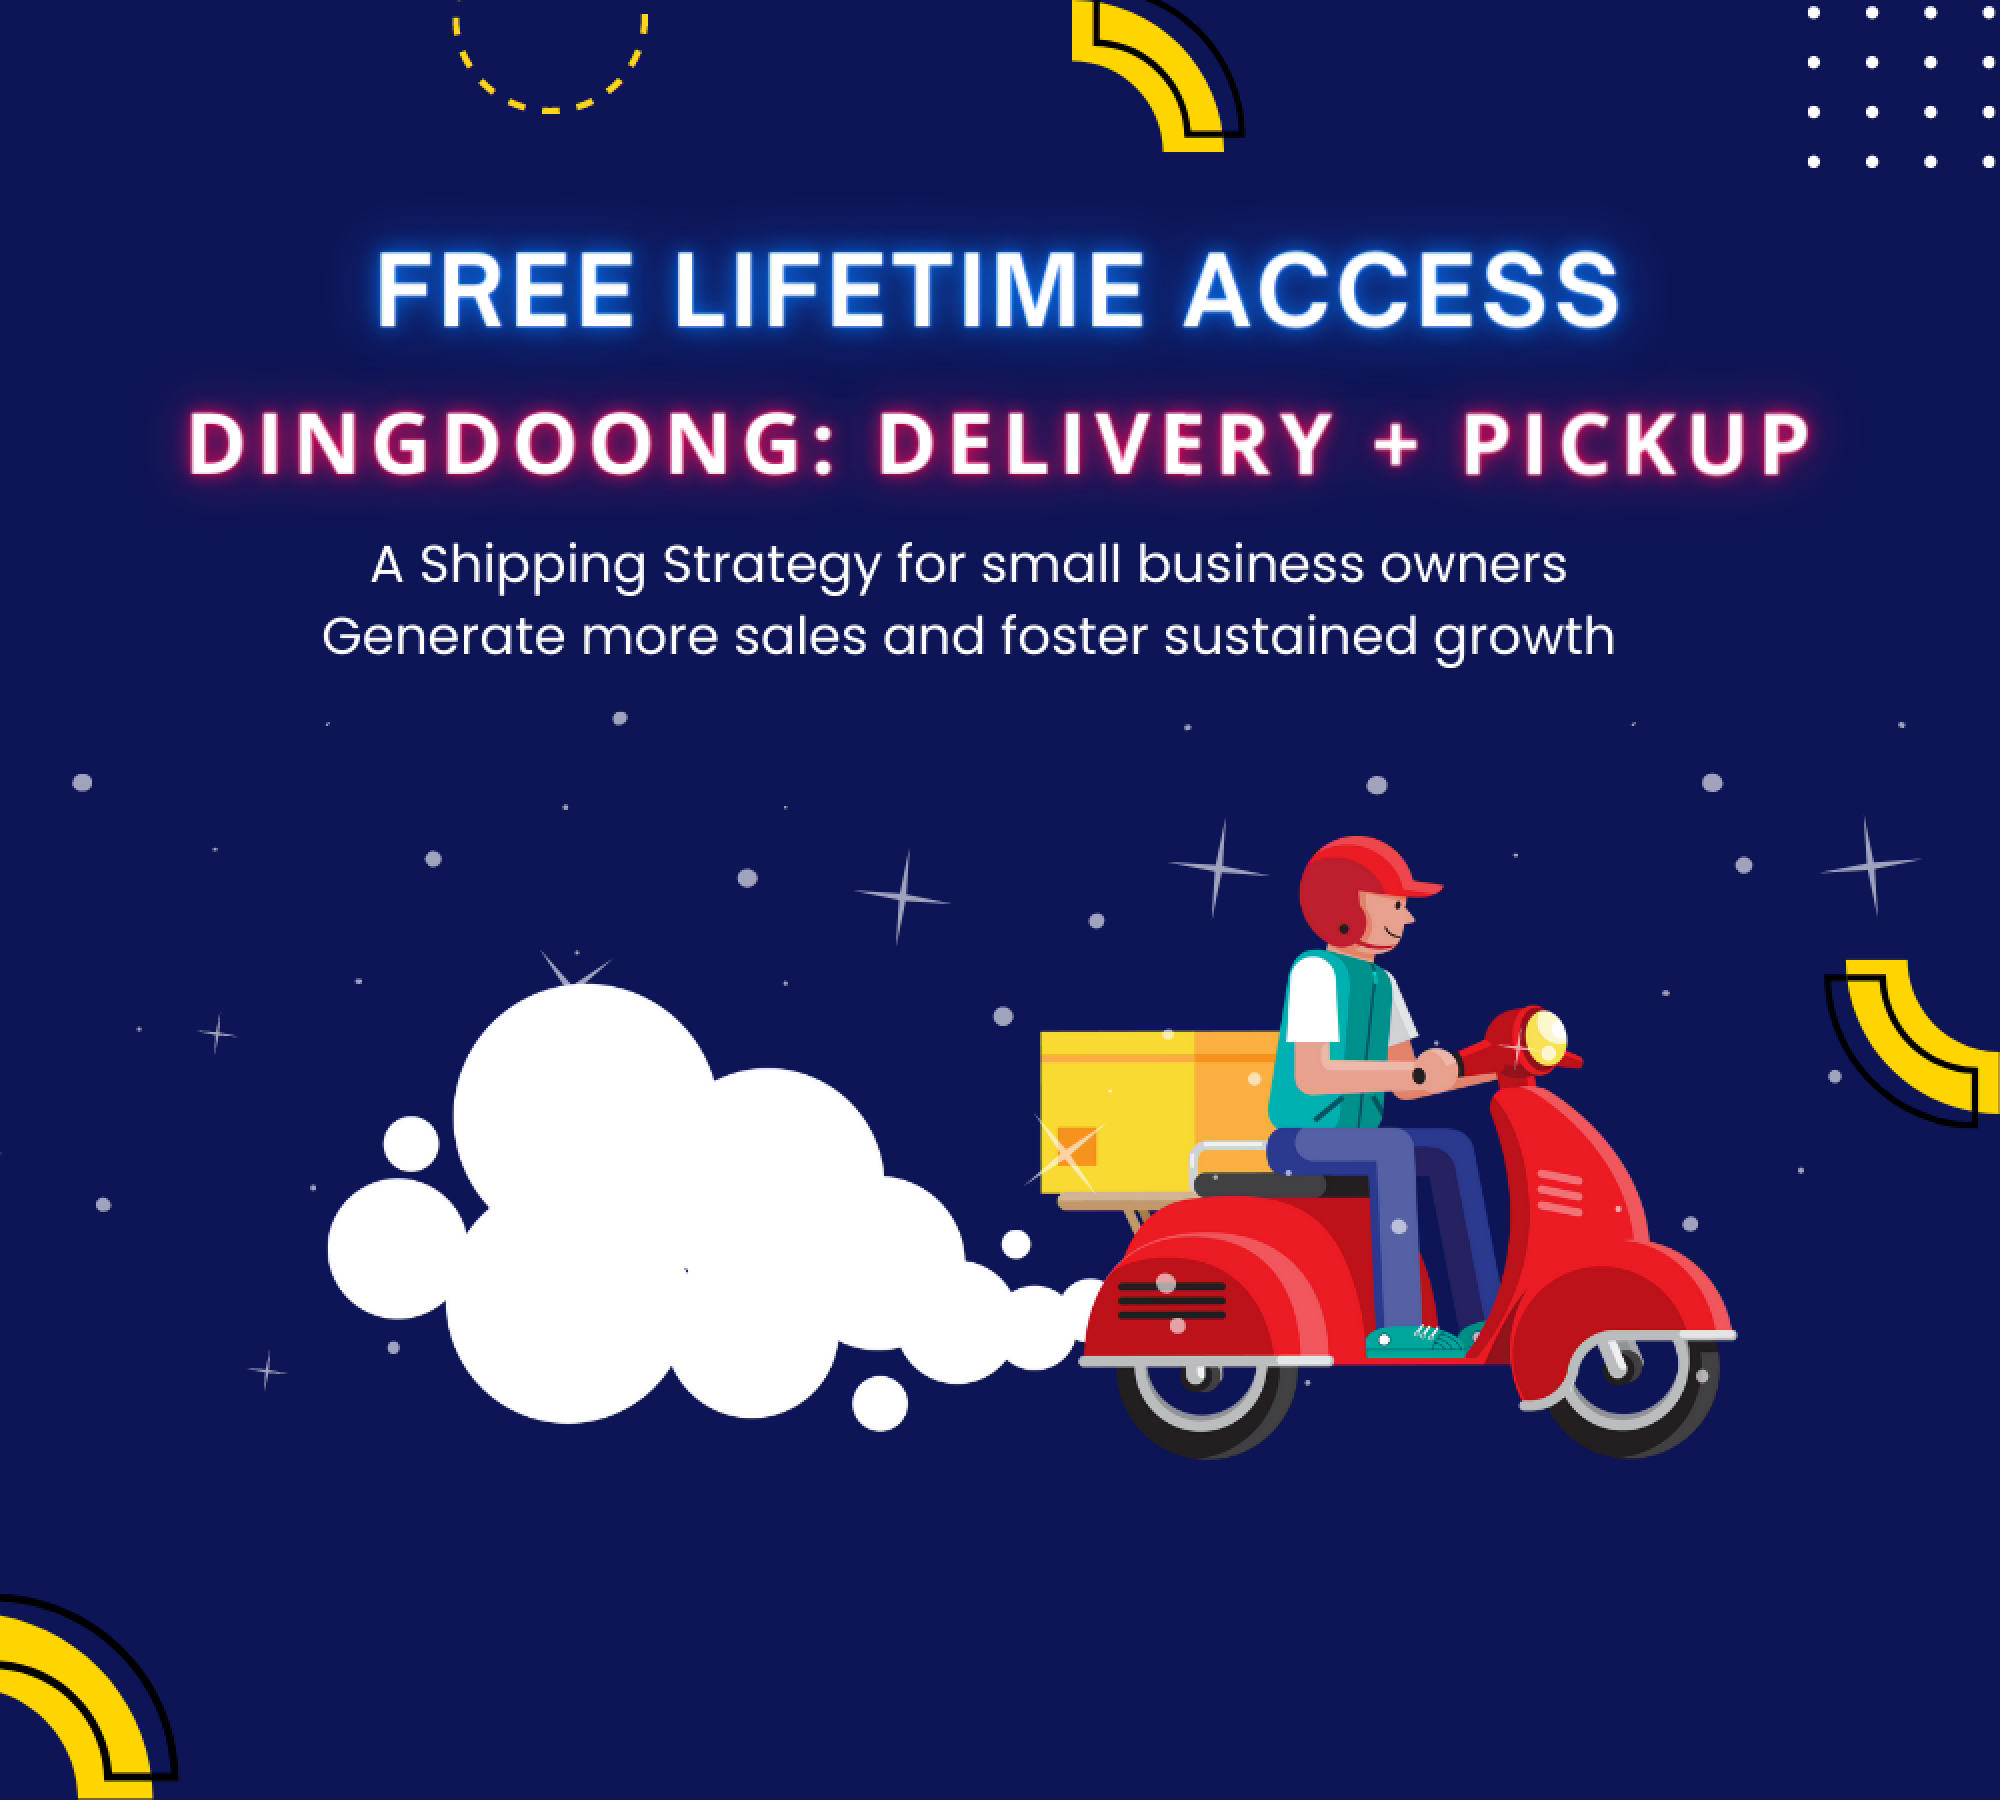 FREE LIFETIME ACCESS
DINGDOONG: DELIVERY + PICKUP
A Shipping Strategy for small business owners
Generate more sales and foster sustained growth